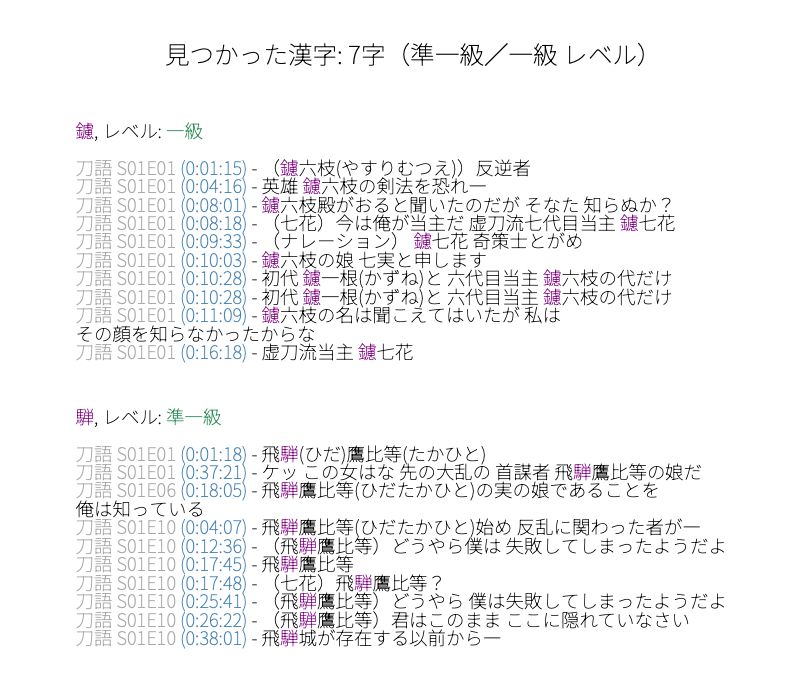 見つかった漢字: 7字（準一級／一級 レベル）
鑢, レベル: 一級
刀語 S01E01 (0:01:15) - （鑢六枝(やすりむつえ)）反逆者
刀語 S01E01 (0:04:16) - 英雄 鑢六枝の剣法を恐れ―
刀語 S01E01 (0:08:01) - 鑢六枝殿がおると聞いたのだが そなた 知らぬか？
刀語 S01E01 (0:08:18) - （七花）今は俺が当主だ 虚刀流七代目当主 鑢七花
刀語 S01E01 (0:09:33) - （ナレーション） 鑢七花 奇策士とがめ
刀語 S01E01 (0:10:03) - 鑢六枝の娘 七実と申します
刀語 S01E01 (0:10:28) - 初代 鑢一根(かずね)と 六代目当主 鑢六枝の代だけ
刀語 S01E01 (0:10:28) - 初代 鑢一根(かずね)と 六代目当主 鑢六枝の代だけ
刀語 S01E01 (0:11:09) - 鑢六枝の名は聞こえてはいたが 私は
その顔を知らなかったからな
刀語 S01E01 (0:16:18) - 虚刀流当主 鑢七花
騨, レベル: 準一級
刀語 S01E01 (0:01:18) - 飛騨(ひだ)鷹比等(たかひと)
刀語 S01E01 (0:37:21) - ケッ この女はな 先の大乱の 首謀者 飛騨鷹比等の娘だ
刀語 S01E06 (0:18:05) - 飛騨鷹比等(ひだたかひと)の実の娘であることを
俺は知っている
刀語 S01E10 (0:04:07) - 飛騨鷹比等(ひだたかひと)始め 反乱に関わった者が―
刀語 S01E10 (0:12:36) - （飛騨鷹比等）どうやら僕は 失敗してしまったようだよ
刀語 S01E10 (0:17:45) - 飛騨鷹比等
刀語 S01E10 (0:17:48) - （七花）飛騨鷹比等？
刀語 S01E10 (0:25:41) - （飛騨鷹比等）どうやら 僕は失敗してしまったようだよ
刀語 S01E10 (0:26:22) - （飛騨鷹比等）君はこのまま ここに隠れていなさい
刀語 S01E10 (0:38:01) - 飛騨城が存在する以前から―